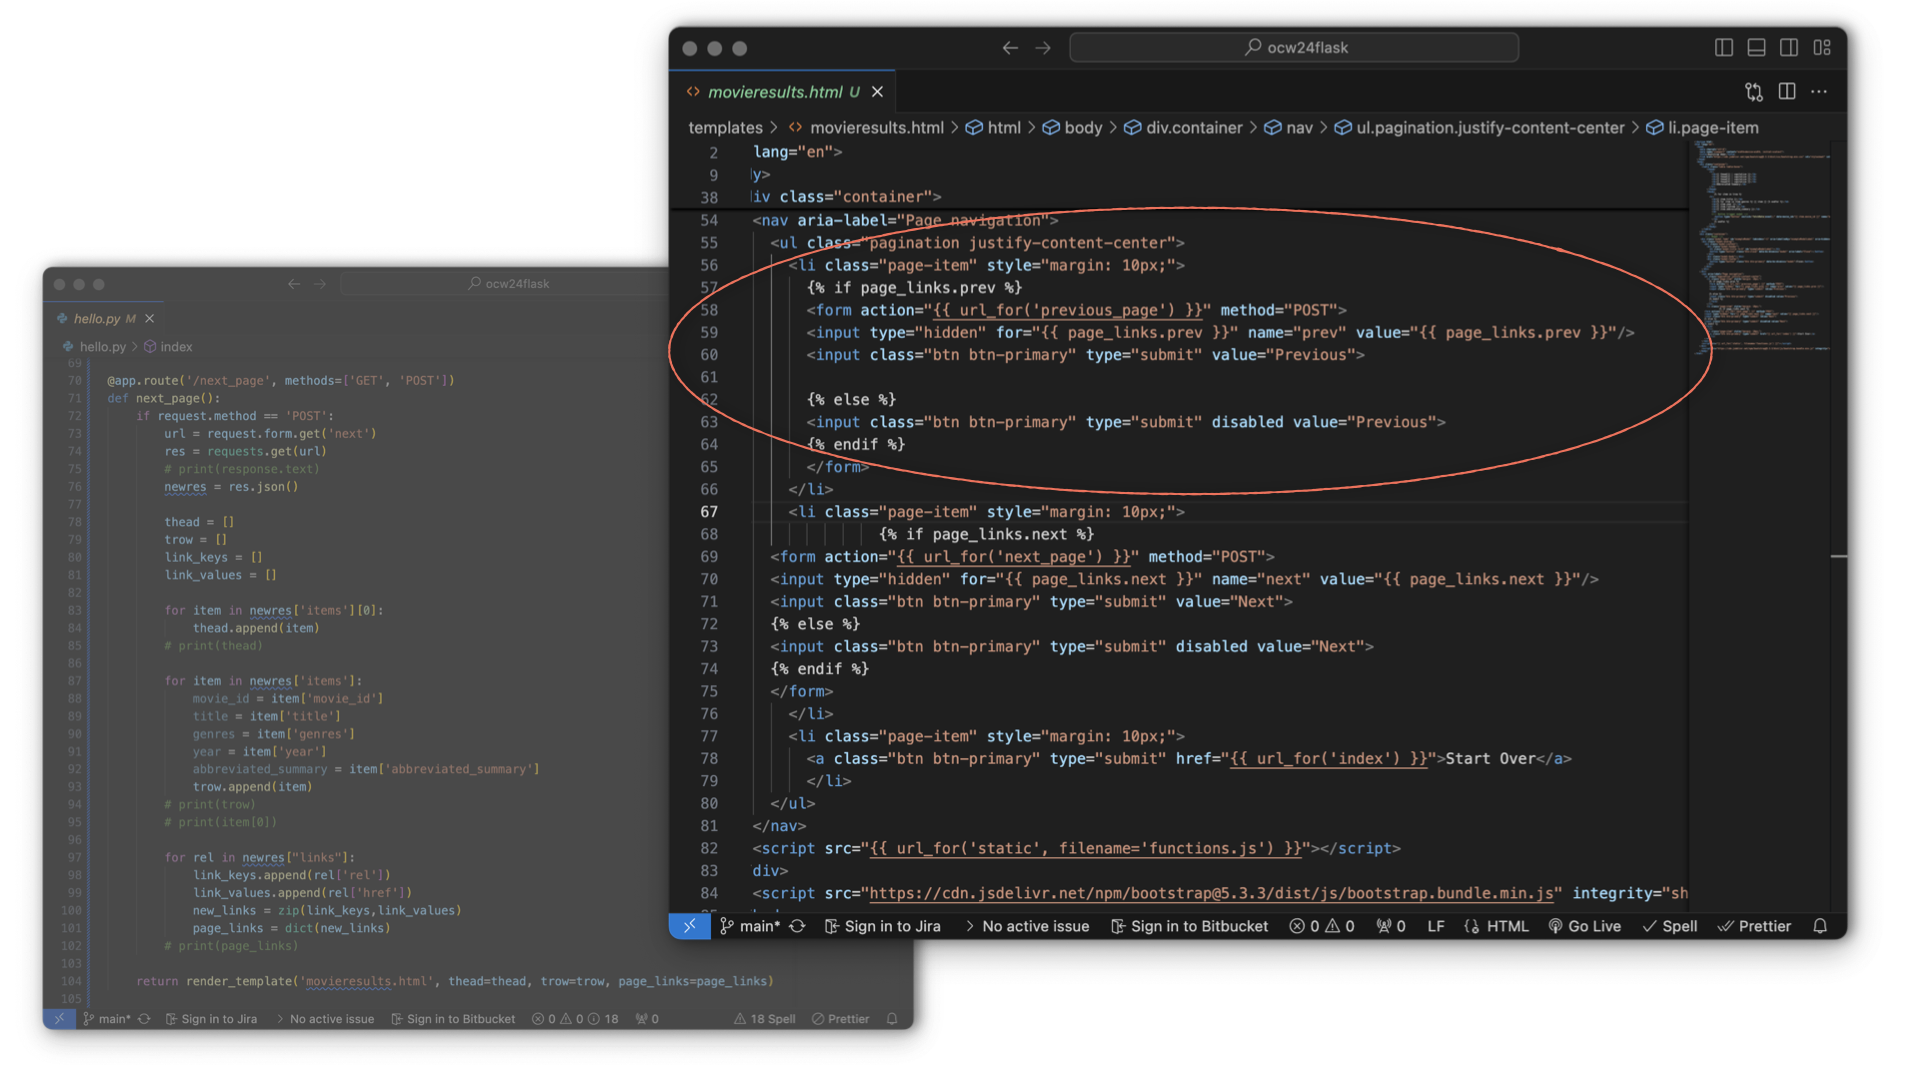 ocw24flask
hello.py M
hello.py > index
69
70 @app.route('/next_page', methods=['GET', 'POST'])
71 def next_page():
72 if request.method == 'POST':
73 url = request.form.get('next')
74 res = requests.get(url)
75 # print(response.text)
76 newres = res.json()
77
78 thead = []
79 trow = []
80 link_keys = []
81 link_values = []
82
83 for item in newres['items'][0]:
84 thead.append(item)
85 # print(thead)
86
87 for item in newres['items']:
88 movie_id = item['movie_id']
89 title = item['title']
90 genres = item['genres']
91 year = item['year']
92 abbreviated_summary = item['abbreviated_summary']
93 trow.append(item)
94 # print(trow)
95 # print(item[0])
96
97 for rel in newres["links"]:
98 link_keys.append(rel['rel'])
99 link_values.append(rel['href'])
100 new_links = zip(link_keys,link_values)
101 page_links = dict(new_links)
102 # print(page_links)
103
104 return render_template('movieresults.html', thead=thead, trow=trow, page_links=page_links)
105
main* Sign in to Jira > No active issue Sign in to Bitbucket 0 0 18 0 18 Spell Prettier
ocw24flask
movieresults.html U
templates > movieresults.html > html > body > div.container > nav > ul.pagination.justify-content-center > li.page-item
2 lang="en">
9 y>
38 iv class="container">
54 <nav aria-label="Page navigation">
55 <ul class="pagination justify-content-center">
56 <li class="page-item" style="margin: 10px;">
57 {% if page_links.prev %}
58 <form action="{{ url_for('previous_page') }}" method="POST">
59 <input type="hidden" for="{{ page_links.prev }}" name="prev" value="{{ page_links.prev }}"/>
60 <input class="btn btn-primary" type="submit" value="Previous">
61
62 {% else %}
63 <input class="btn btn-primary" type="submit" disabled value="Previous">
64 {% endif %}
65 </form>
66 </li>
67 <li class="page-item" style="margin: 10px;">
68 {% if page_links.next %}
69 <form action="{{ url_for('next_page') }}" method="POST">
70 <input type="hidden" for="{{ page_links.next }}" name="next" value="{{ page_links.next }}"/>
71 <input class="btn btn-primary" type="submit" value="Next">
72 {% else %}
73 <input class="btn btn-primary" type="submit" disabled value="Next">
74 {% endif %}
75 </form>
76 </li>
77 <li class="page-item" style="margin: 10px;">
78 <a class="btn btn-primary" type="submit" href="{{ url_for('index') }}">Start Over</a>
79 </li>
80 </ul>
81 </nav>
82 <script src="{{ url_for('static', filename='functions.js') }}"></script>
83 div>
84 <script src="https://cdn.jsdelivr.net/npm/bootstrap@5.3.3/dist/js/bootstrap.bundle.min.js" integrity="sh
main* Sign in to Jira > No active issue Sign in to Bitbucket 0 0 0 LF HTML Go Live Spell Prettier